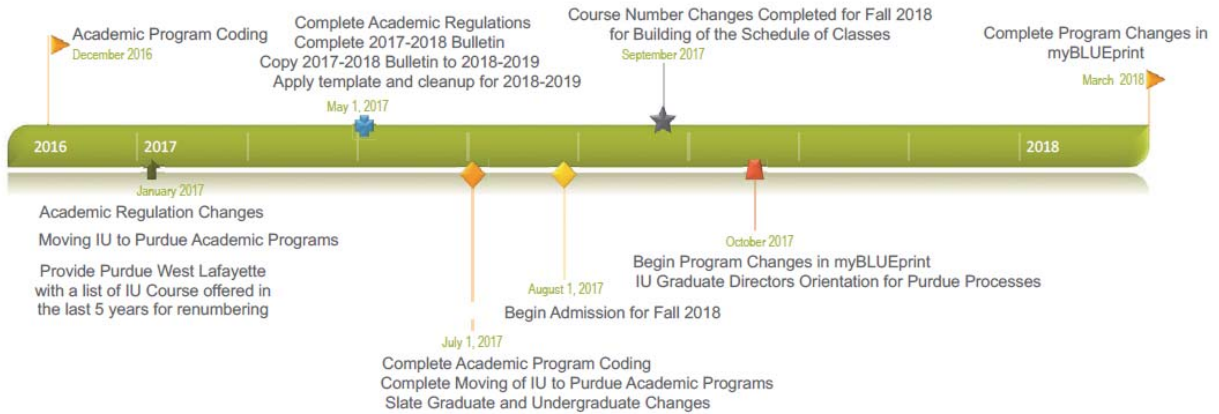 Academic Program Coding
December 2016
Complete Academic Regulations
Complete 2017-2018 Bulletin
Copy 2017-2018 Bulletin to 2018-2019
Apply template and cleanup for 2018-2019
May 1, 2017
Course Number Changes Completed for Fall 2018
for Building of the Schedule of Classes
September 2017
Complete Program Changes in
myBLUEprint
March 2018
2016
2017
2018
January 2017
Academic Regulation Changes
Moving IU to Purdue Academic Programs
Provide Purdue West Lafayette
with a list of IU Course offered in
the last 5 years for renumbering
July 1, 2017
Complete Academic Program Coding
Complete Moving of IU to Purdue Academic Programs
Slate Graduate and Undergraduate Changes
August 1, 2017
Begin Admission for Fall 2018
October 2017
Begin Program Changes in myBLUEprint
IU Graduate Directors Orientation for Purdue Processes